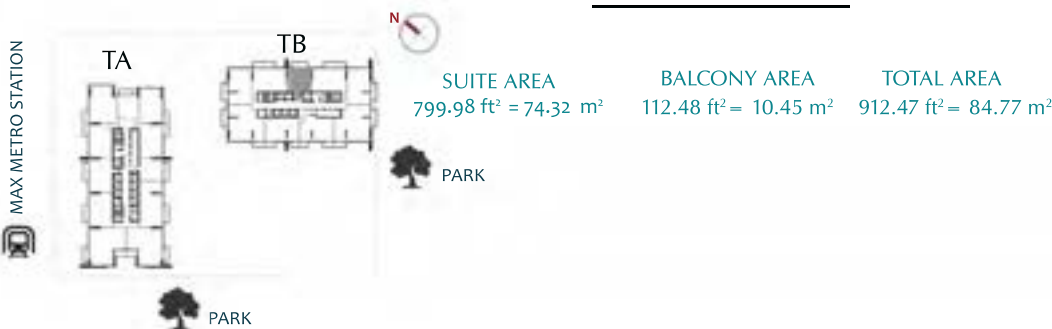 N
TA
TB
MAX METRO STATION
SUITE AREA
799.98 ft² = 74.32 m²
BALCONY AREA
112.48 ft² = 10.45 m²
TOTAL AREA
912.47 ft² = 84.77 m²
PARK
PARK